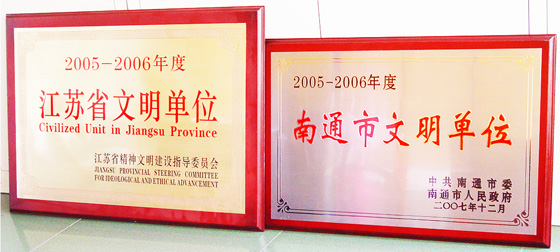 2005-2006年度
江苏省文明单位
Civilized Unit in Jiangsu Province
江苏省精神文明建设指导委员会
JIANGSU PROVINCIAL STEERING COMMITTEE
FOR IDEOLOGICAL AND ETHICAL ADVANCEMENT
2005-2006年度
南通市文明单位
中共南通市委
南通市人民政府
二〇〇七年十二月